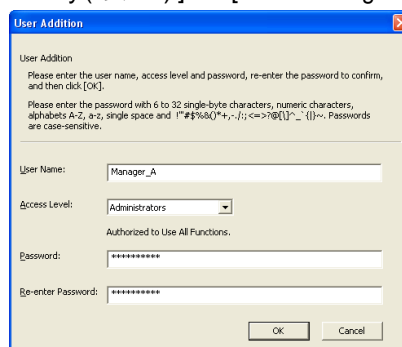 User Addition
User Addition
Please enter the user name, access level and password, re-enter the password to confirm,
and then click [OK].
Please enter the password with 6 to 32 single-byte characters, numeric characters,
alphabets A-Z, a-z, single space and !"#$%&()*+,-./:;<=>?@[\]^_`{|}~. Passwords
are case-sensitive.
User Name: Manager_A
Access Level: Administrators
Authorized to Use All Functions.
Password: **********
Re-enter Password: **********
OK Cancel